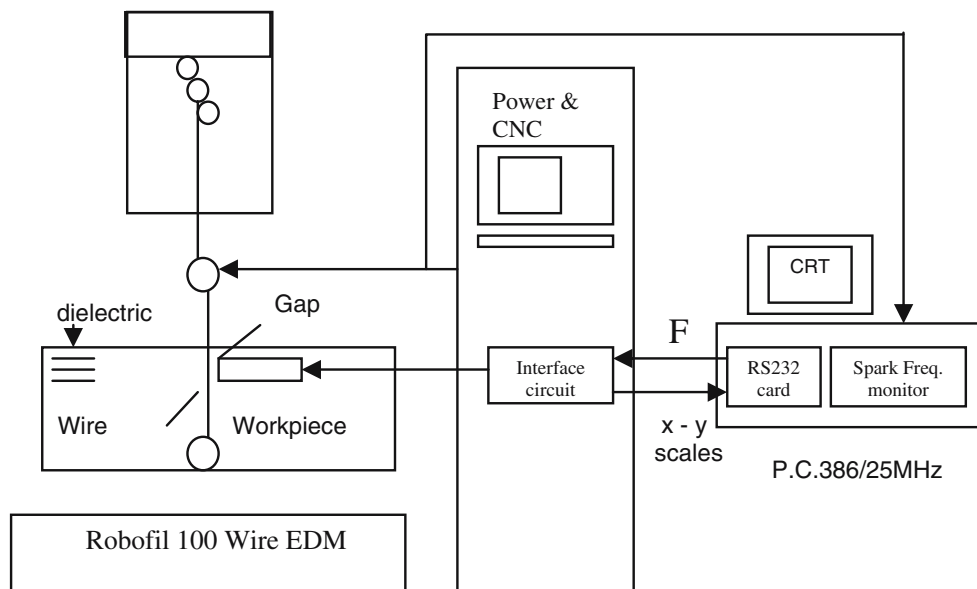 Power &
CNC
CRT
Gap
dielectric
F
Interface
circuit
RS232
card
Spark Freq.
monitor
Wire
Workpiece
x - y
scales
P.C.386/25MHz
Robofil 100 Wire EDM